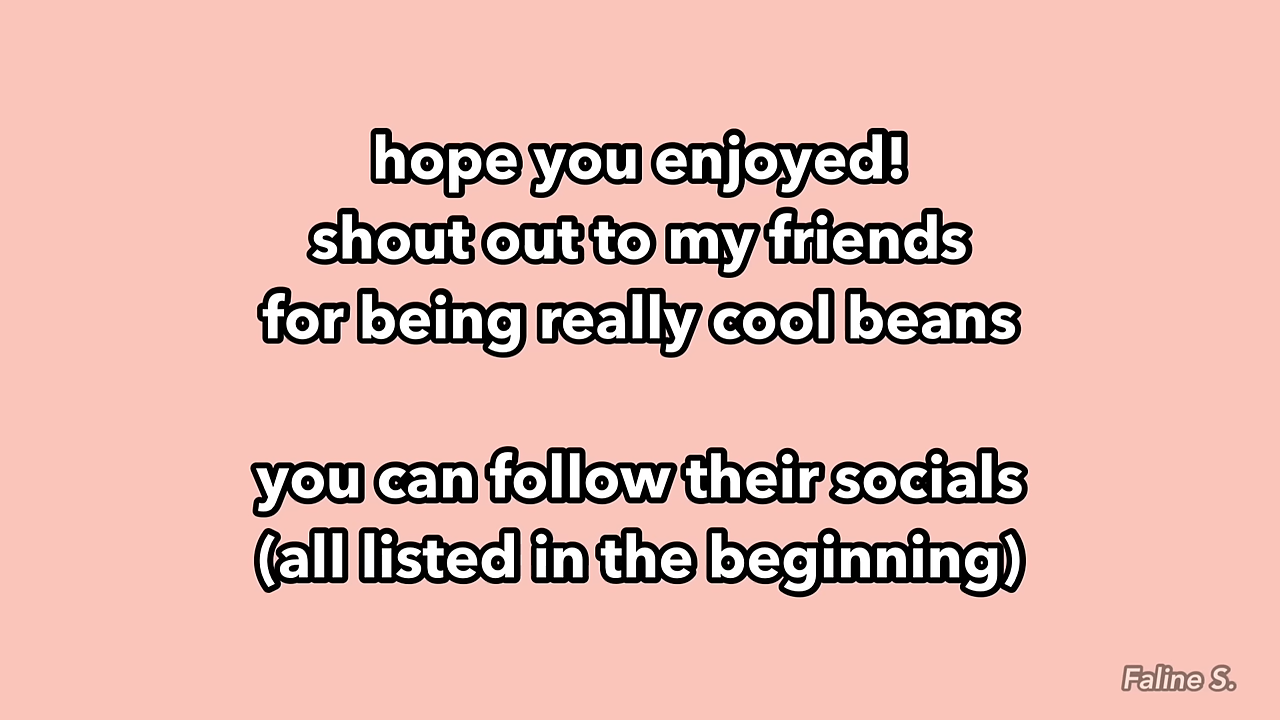 hope you enjoyed!
shout out to my friends
for being really cool beans
you can follow their socials
(all listed in the beginning)
Faline S.